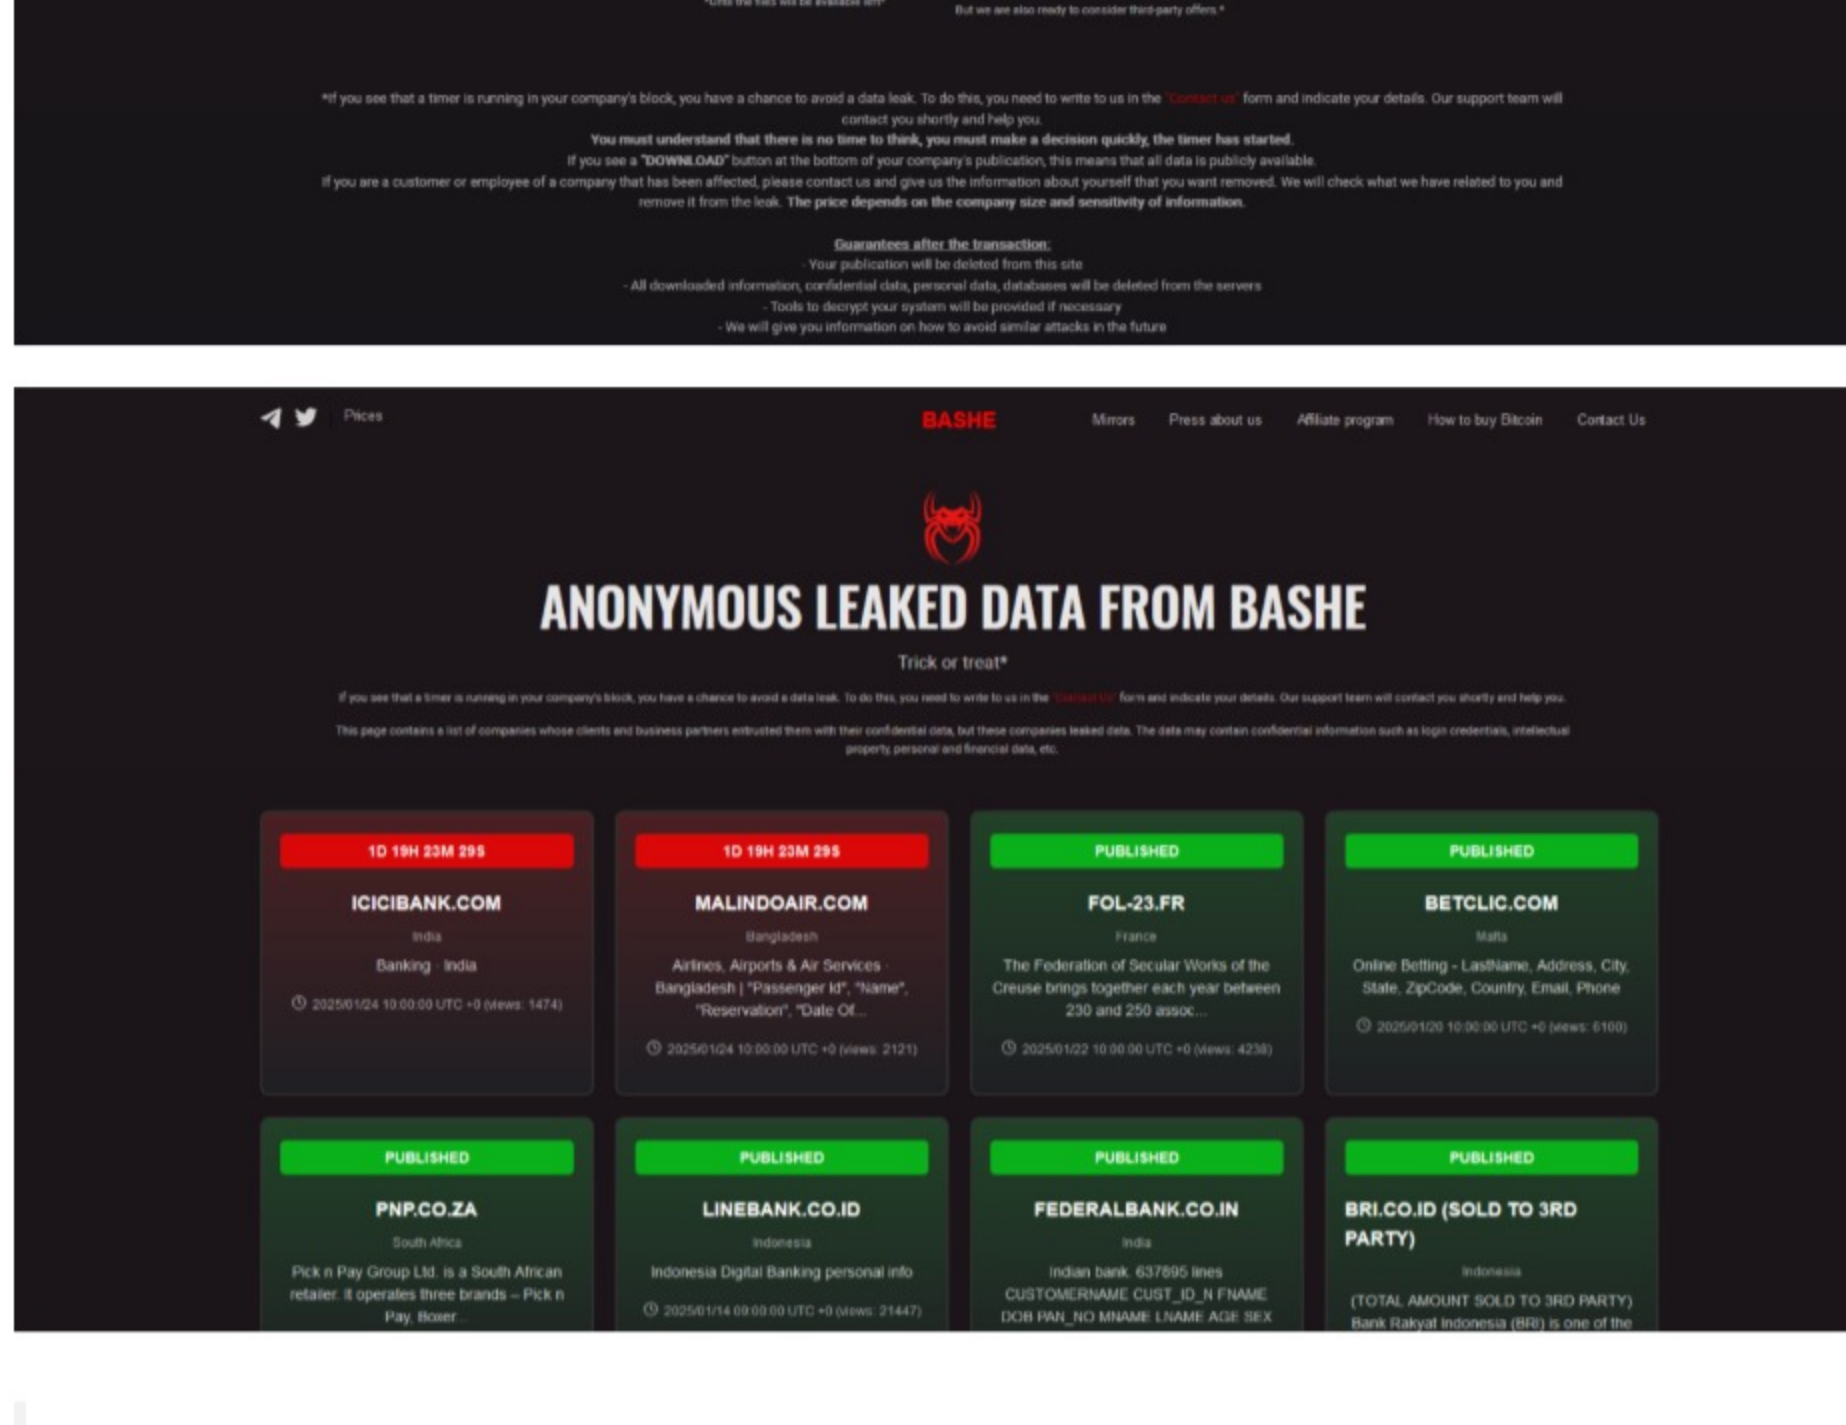 *Until the files will be available left*
But we are also ready to consider third-party offers.*
*If you see that a timer is running in your company's block, you have a chance to avoid a data leak. To do this, you need to write to us in the "Contact us" form and indicate your details. Our support team will
contact you shortly and help you.
You must understand that there is no time to think, you must make a decision quickly, the timer has started.
If you see a "DOWNLOAD" button at the bottom of your company's publication, this means that all data is publicly available.
If you are a customer or employee of a company that has been affected, please contact us and give us the information about yourself that you want removed. We will check what we have related to you and
remove it from the leak. The price depends on the company size and sensitivity of information.
Guarantees after the transaction:
- Your publication will be deleted from this site
- All downloaded information, confidential data, personal data, databases will be deleted from the servers
- Tools to decrypt your system will be provided if necessary
- We will give you information on how to avoid similar attacks in the future
Prices BASHE Mirrors Press about us Affiliate program How to buy Bitcoin Contact Us
ANONYMOUS LEAKED DATA FROM BASHE
Trick or treat*
If you see that a timer is running in your company's block, you have a chance to avoid a data leak. To do this, you need to write to us in the "Contact Us" form and indicate your details. Our support team will contact you shortly and help you.
This page contains a list of companies whose clients and business partners entrusted them with their confidential data, but these companies leaked data. The data may contain confidential information such as login credentials, intellectual
property, personal and financial data, etc.
1D 19H 23M 29S
ICICIBANK.COM
India
Banking · India
2025/01/24 10:00:00 UTC +0 (views: 1474)
1D 19H 23M 29S
MALINDOAIR.COM
Bangladesh
Airlines, Airports & Air Services ·
Bangladesh | "Passenger Id", "Name",
"Reservation", "Date Of...
2025/01/24 10:00:00 UTC +0 (views: 2121)
PUBLISHED
FOL-23.FR
France
The Federation of Secular Works of the
Creuse brings together each year between
230 and 250 assoc...
2025/01/22 10:00:00 UTC +0 (views: 4238)
PUBLISHED
BETCLIC.COM
Malta
Online Betting - LastName, Address, City,
State, ZipCode, Country, Email, Phone
2025/01/20 10:00:00 UTC +0 (views: 6100)
PUBLISHED
PNP.CO.ZA
South Africa
Pick n Pay Group Ltd. is a South African
retailer. It operates three brands – Pick n
Pay, Boxer...
PUBLISHED
LINEBANK.CO.ID
Indonesia
Indonesia Digital Banking personal info
2025/01/14 09:00:00 UTC +0 (views: 21447)
PUBLISHED
FEDERALBANK.CO.IN
India
Indian bank. 637895 lines
CUSTOMERNAME CUST_ID_N FNAME
DOB PAN_NO MNAME LNAME AGE SEX
PUBLISHED
BRI.CO.ID (SOLD TO 3RD
PARTY)
Indonesia
(TOTAL AMOUNT SOLD TO 3RD PARTY)
Bank Rakyat Indonesia (BRI) is one of the